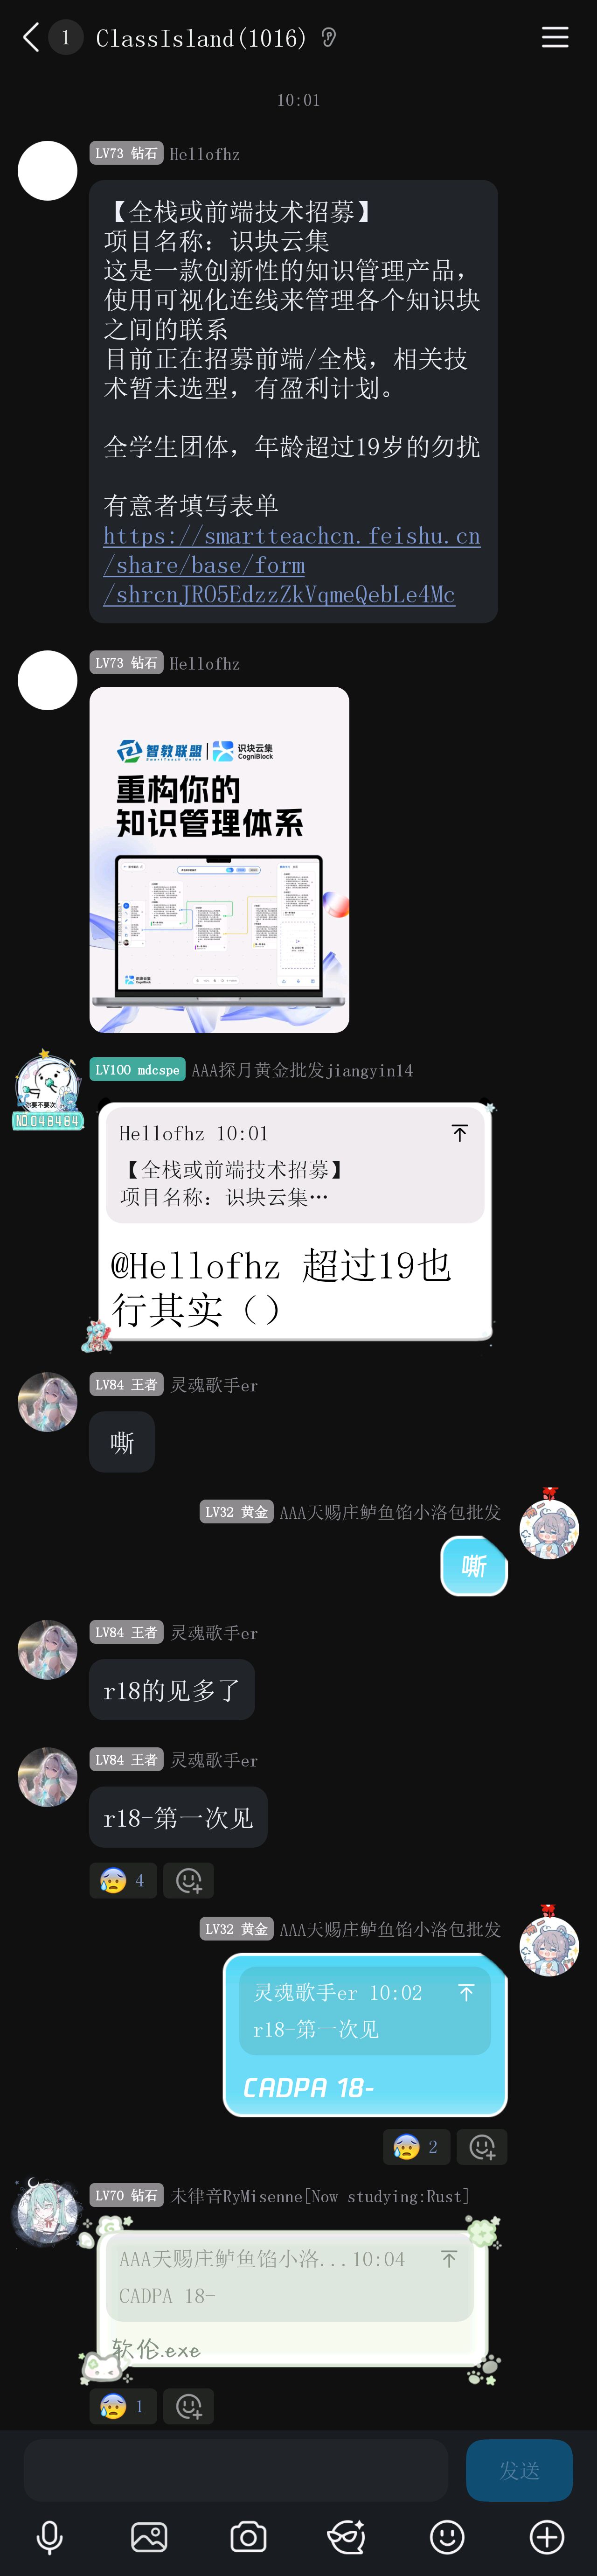 1 ClassIsland(1016)
10:01
LV73 钻石 Hellofhz
【全栈或前端技术招募】
项目名称：识块云集
这是一款创新性的知识管理产品，
使用可视化连线来管理各个知识块
之间的联系
目前正在招募前端/全栈，相关技
术暂未选型，有盈利计划。
全学生团体，年龄超过19岁的勿扰
有意者填写表单
https://smartteachcn.feishu.cn
/share/base/form
/shrcnJRO5EdzzZkVqmeQebLe4Mc
LV73 钻石 Hellofhz
智教联盟 SmartTeach Union 识块云集 CogniBlock
重构你的
知识管理体系
识块云集
CogniBlock
LV100 mdcspe AAA探月黄金批发jiangyin14
NO.048484
Hellofhz 10:01
【全栈或前端技术招募】
项目名称：识块云集…
@Hellofhz 超过19也
行其实（）
LV84 王者 灵魂歌手er
嘶
LV32 黄金 AAA天赐庄鲈鱼馅小洛包批发
嘶
LV84 王者 灵魂歌手er
r18的见多了
LV84 王者 灵魂歌手er
r18-第一次见
4
LV32 黄金 AAA天赐庄鲈鱼馅小洛包批发
灵魂歌手er 10:02
r18-第一次见
CADPA 18-
2
LV70 钻石 未律音RyMisenne[Now studying:Rust]
AAA天赐庄鲈鱼馅小洛...10:04
CADPA 18-
软伦.exe
1
发送